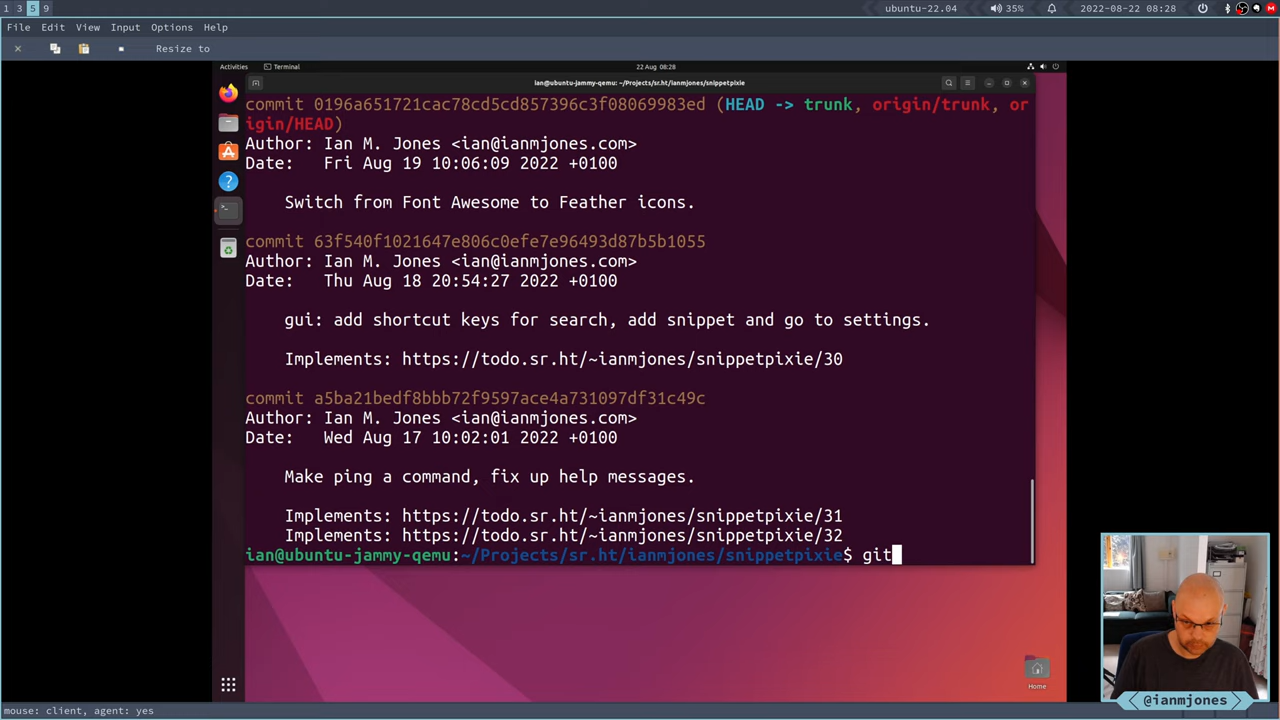 1 3 5 9 ubuntu-22.04 35% 2022-08-22 08:28
File Edit View Input Options Help
Resize to
Activities Terminal 22 Aug 08:28
ian@ubuntu-jammy-qemu: ~/Projects/sr.ht/ianmjones/snippetpixie
commit 0196a651721cac78cd5cd857396c3f08069983ed (HEAD -> trunk, origin/trunk, or
igin/HEAD)
Author: Ian M. Jones <ian@ianmjones.com>
Date: Fri Aug 19 10:06:09 2022 +0100
Switch from Font Awesome to Feather icons.
commit 63f540f1021647e806c0efe7e96493d87b5b1055
Author: Ian M. Jones <ian@ianmjones.com>
Date: Thu Aug 18 20:54:27 2022 +0100
gui: add shortcut keys for search, add snippet and go to settings.
Implements: https://todo.sr.ht/~ianmjones/snippetpixie/30
commit a5ba21bedf8bbb72f9597ace4a731097df31c49c
Author: Ian M. Jones <ian@ianmjones.com>
Date: Wed Aug 17 10:02:01 2022 +0100
Make ping a command, fix up help messages.
Implements: https://todo.sr.ht/~ianmjones/snippetpixie/31
Implements: https://todo.sr.ht/~ianmjones/snippetpixie/32
ian@ubuntu-jammy-qemu:~/Projects/sr.ht/ianmjones/snippetpixie$ git
Home
@ianmjones
mouse: client, agent: yes